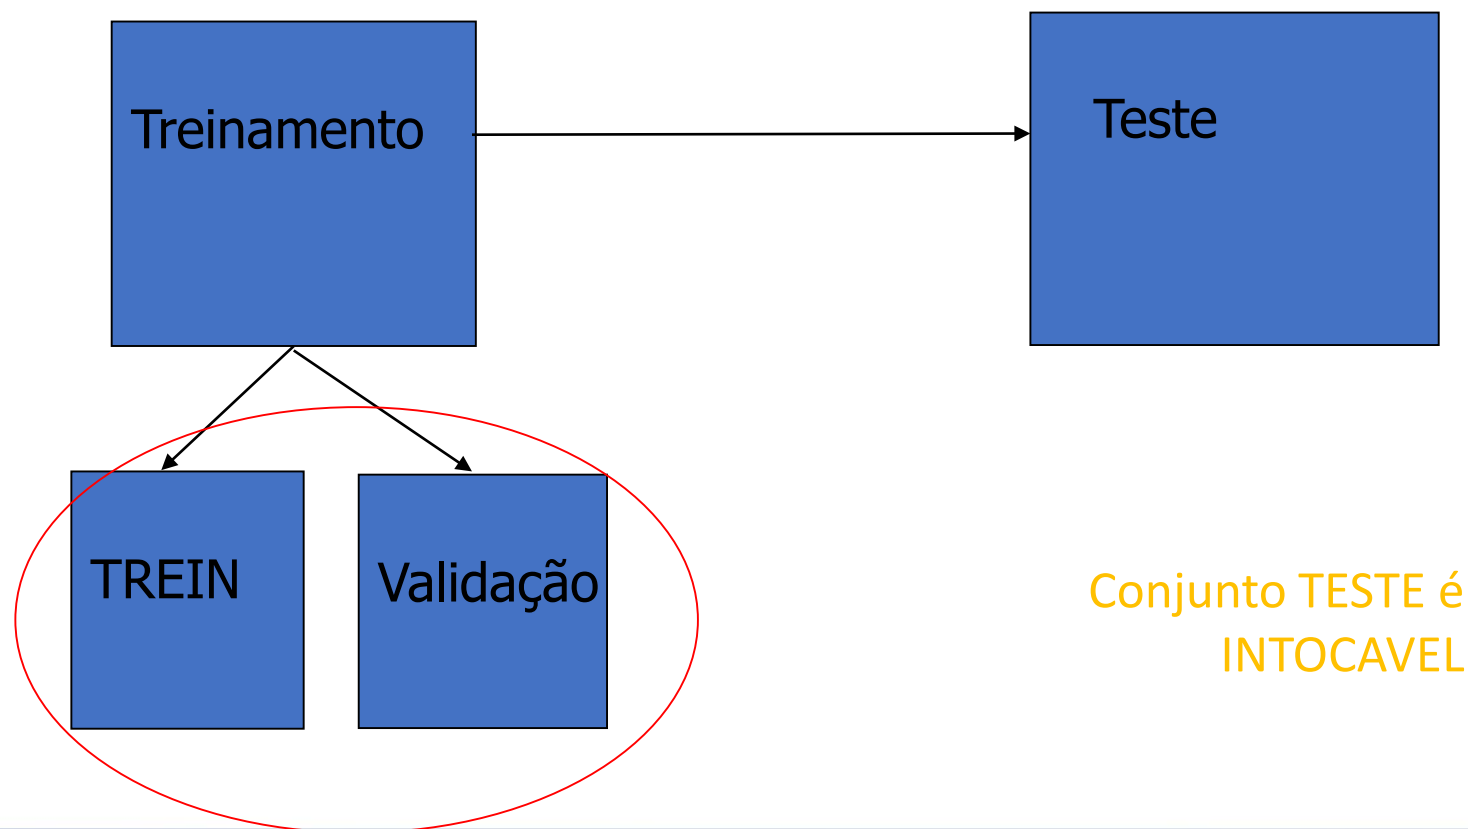 Treinamento
Teste
TREIN
Validação
Conjunto TESTE é
INTOCAVEL